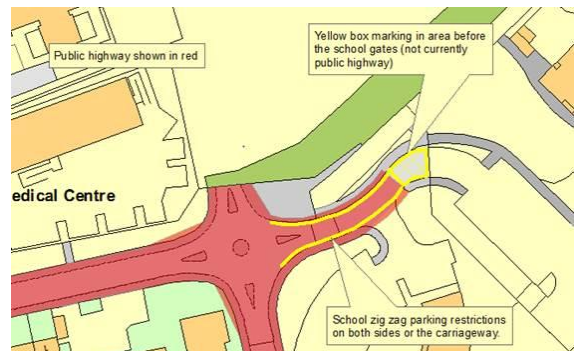 Yellow box marking in area before
the school gates (not currently
public highway)
Public highway shown in red
edical Centre
School zig zag parking restrictions
on both sides or the carriageway.